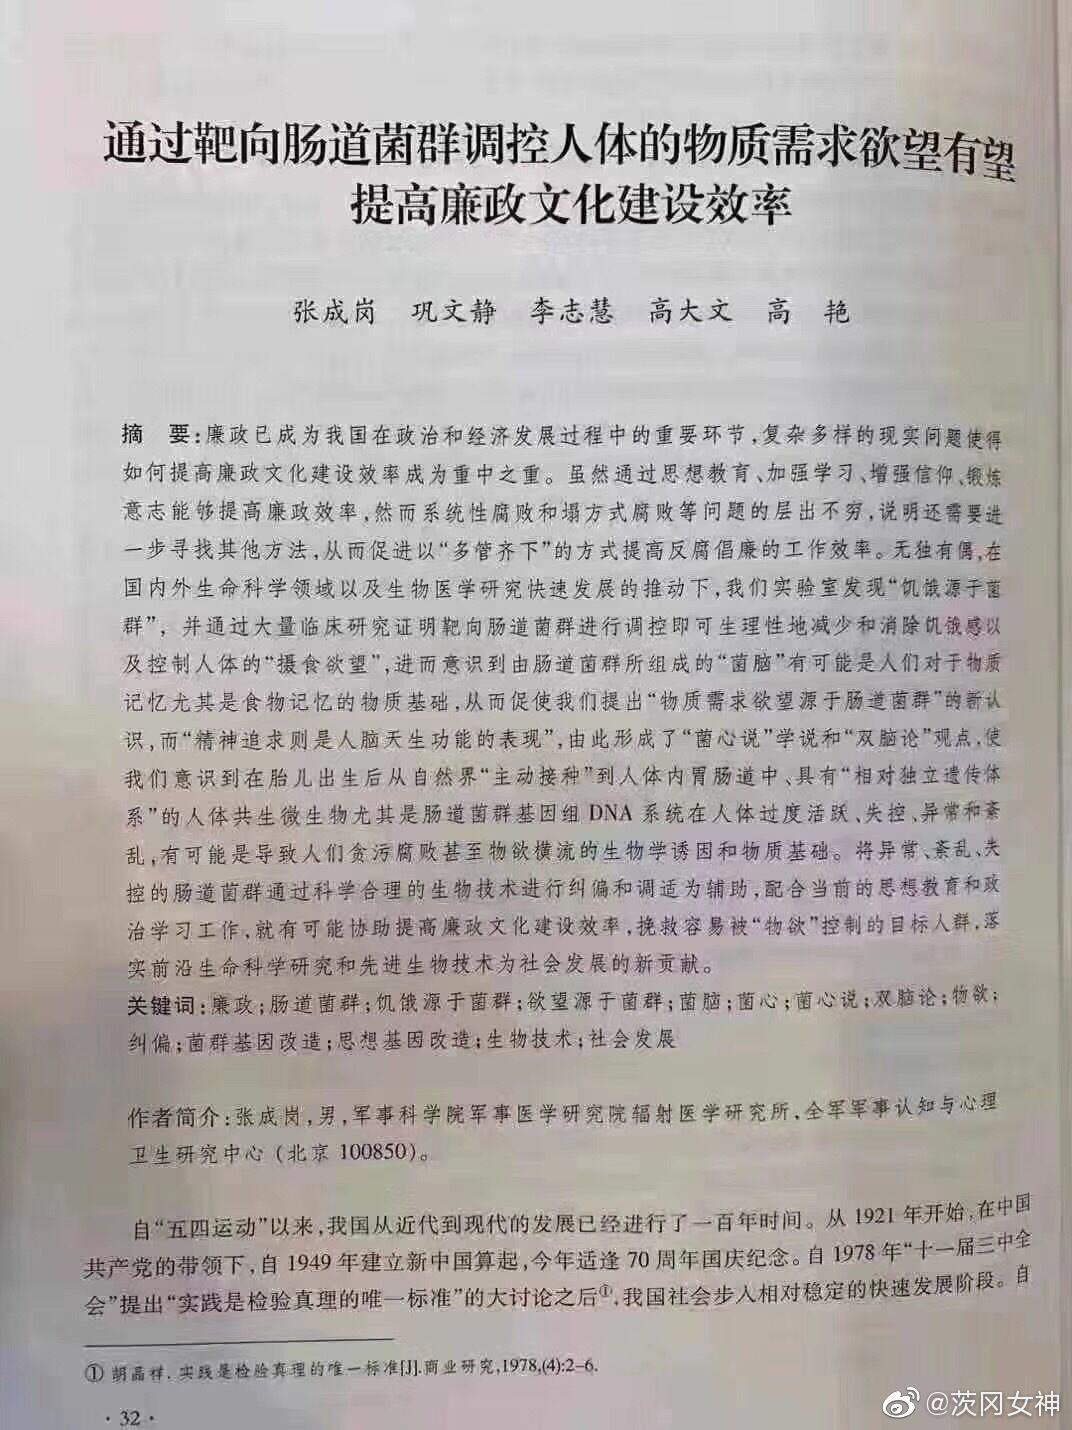 通过靶向肠道菌群调控人体的物质需求欲望有望
提高廉政文化建设效率
张成岗 巩文静 李志慧 高大文 高 艳
摘 要:廉政已成为我国在政治和经济发展过程中的重要环节,复杂多样的现实问题使得
如何提高廉政文化建设效率成为重中之重。虽然通过思想教育、加强学习、增强信仰、锻炼
意志能够提高廉政效率,然而系统性腐败和塌方式腐败等问题的层出不穷,说明还需要进
一步寻找其他方法,从而促进以“多管齐下”的方式提高反腐倡廉的工作效率。无独有偶,在
国内外生命科学领域以及生物医学研究快速发展的推动下,我们实验室发现“饥饿源于菌
群”,并通过大量临床研究证明靶向肠道菌群进行调控即可生理性地减少和消除饥饿感以
及控制人体的“摄食欲望”,进而意识到由肠道菌群所组成的“菌脑”有可能是人们对于物质
记忆尤其是食物记忆的物质基础,从而促使我们提出“物质需求欲望源于肠道菌群”的新认
识,而“精神追求则是人脑天生功能的表现”,由此形成了“菌心说”学说和“双脑论”观点,使
我们意识到在胎儿出生后从自然界“主动接种”到人体内胃肠道中、具有“相对独立遗传体
系”的人体共生微生物尤其是肠道菌群基因组 DNA 系统在人体过度活跃、失控、异常和紊
乱,有可能是导致人们贪污腐败甚至物欲横流的生物学诱因和物质基础。将异常、紊乱、失
控的肠道菌群通过科学合理的生物技术进行纠偏和调适为辅助,配合当前的思想教育和政
治学习工作,就有可能协助提高廉政文化建设效率,挽救容易被“物欲”控制的目标人群,落
实前沿生命科学研究和先进生物技术为社会发展的新贡献。
关键词:廉政;肠道菌群;饥饿源于菌群;欲望源于菌群;菌脑;菌心;菌心说;双脑论;物欲;
纠偏;菌群基因改造;思想基因改造;生物技术;社会发展
作者简介:张成岗,男,军事科学院军事医学研究院辐射医学研究所,全军军事认知与心理
卫生研究中心(北京 100850)。
自“五四运动”以来,我国从近代到现代的发展已经进行了一百年时间。从 1921 年开始,在中国
共产党的带领下,自 1949 年建立新中国算起,今年适逢 70 周年国庆纪念。自 1978 年“十一届三中全
会”提出“实践是检验真理的唯一标准”的大讨论之后①,我国社会步入相对稳定的快速发展阶段。自
① 胡晶祥.实践是检验真理的唯一标准[J].商业研究,1978,(4):2-6.
· 32 ·
@茨冈女神